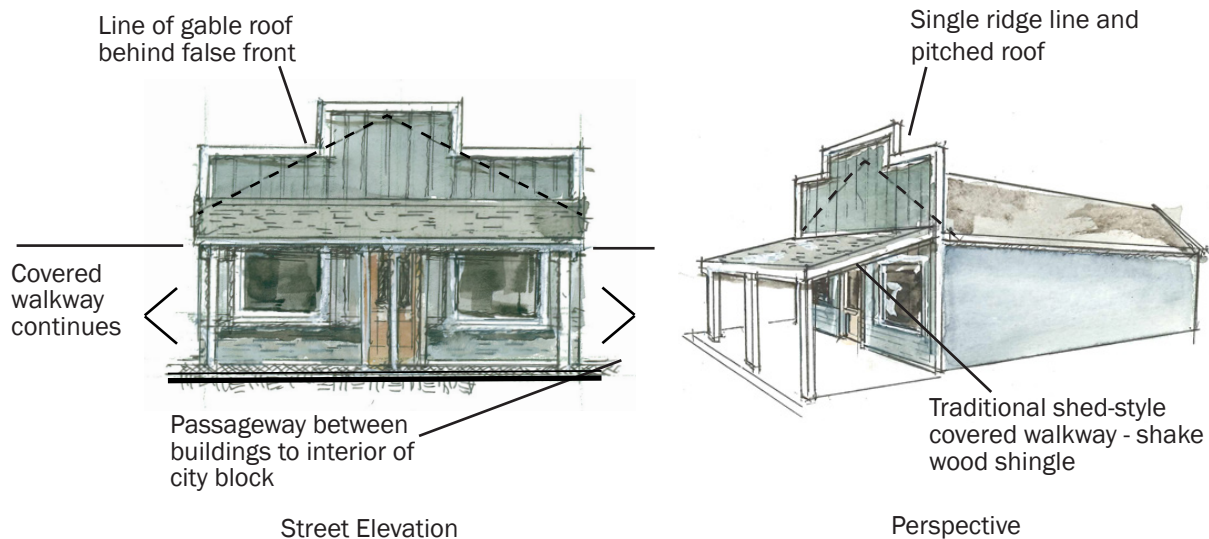 Line of gable roof
behind false front
Single ridge line and
pitched roof
Covered
walkway
continues
Passageway between
buildings to interior of
city block
Traditional shed-style
covered walkway - shake
wood shingle
Street Elevation
Perspective